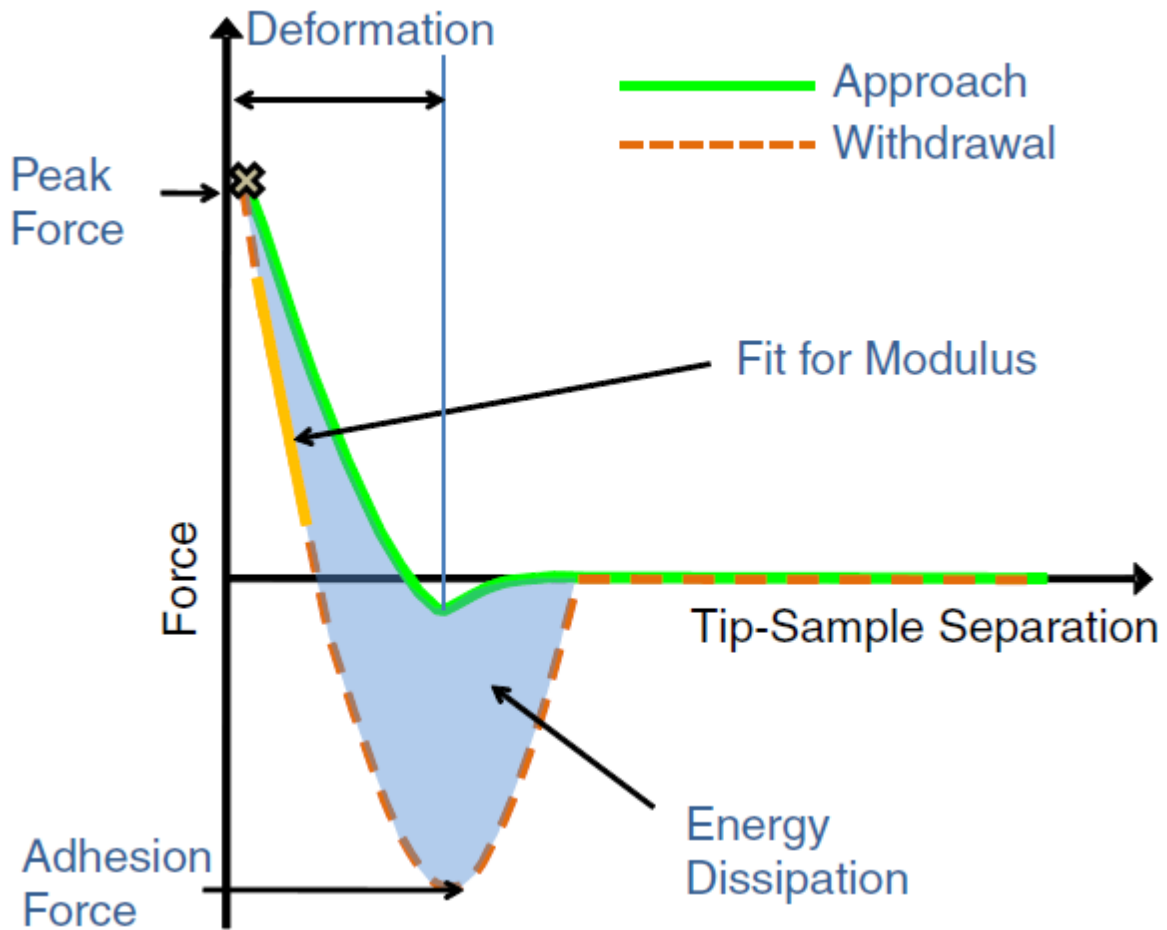 Deformation
Approach
Withdrawal
Peak
Force
Fit for Modulus
Force
Tip-Sample Separation
Energy
Dissipation
Adhesion
Force